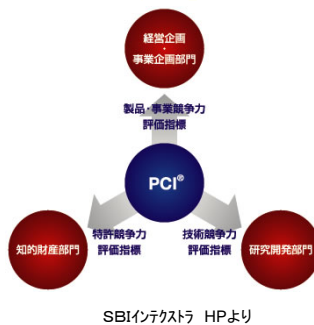 経営企画
・
事業企画部門
製品・事業競争力
評価指標
PCI®
特許競争力
評価指標
技術競争力
評価指標
知的財産部門
研究開発部門
SBIインテクストラ HPより